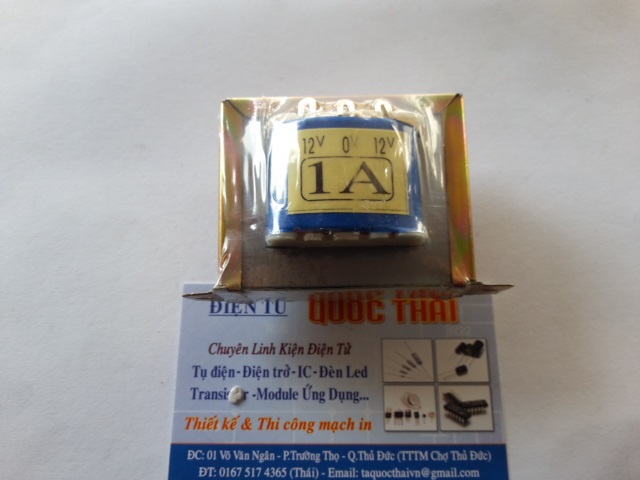 12V 0V 12V
1A
ĐIỆN TỬ QUỐC THÁI
Chuyên Linh Kiện Điện Tử
Tụ điện - Điện trở - IC - Đèn Led
-Module Ứng Dụng...
Thiết kế & Thi công mạch in
ĐC: 01 Võ Văn Ngân - P.Trường Thọ - Q.Thủ Đức (TTTM Chợ Thủ Đức)
ĐT: 0167 517 4365 (Thái) - Email: taquocthaivn@gmail.com